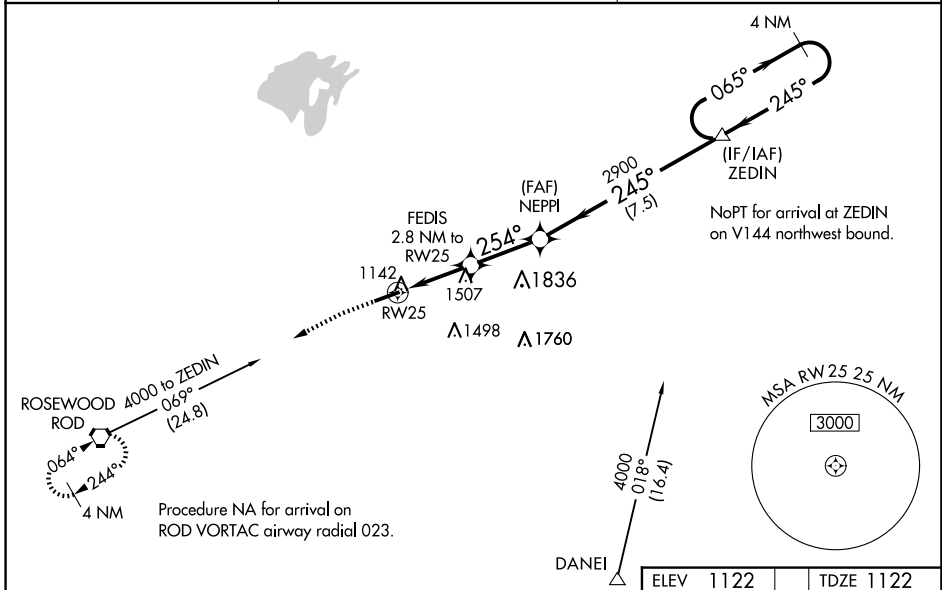 4 NM
065°
245°
(IF/IAF)
ZEDIN
2900
245°
(7.5)
(FAF)
NEPPI
NoPT for arrival at ZEDIN
on V144 northwest bound.
FEDIS
2.8 NM to
RW25
254°
1142
1507
1836
RW25
1498
1760
MSA RW 25 25 NM
3000
4000 to ZEDIN
069°
(24.8)
ROSEWOOD
ROD
064°
244°
4 NM
Procedure NA for arrival on
ROD VORTAC airway radial 023.
4000
018°
(16.4)
DANEI
ELEV 1122
TDZE 1122